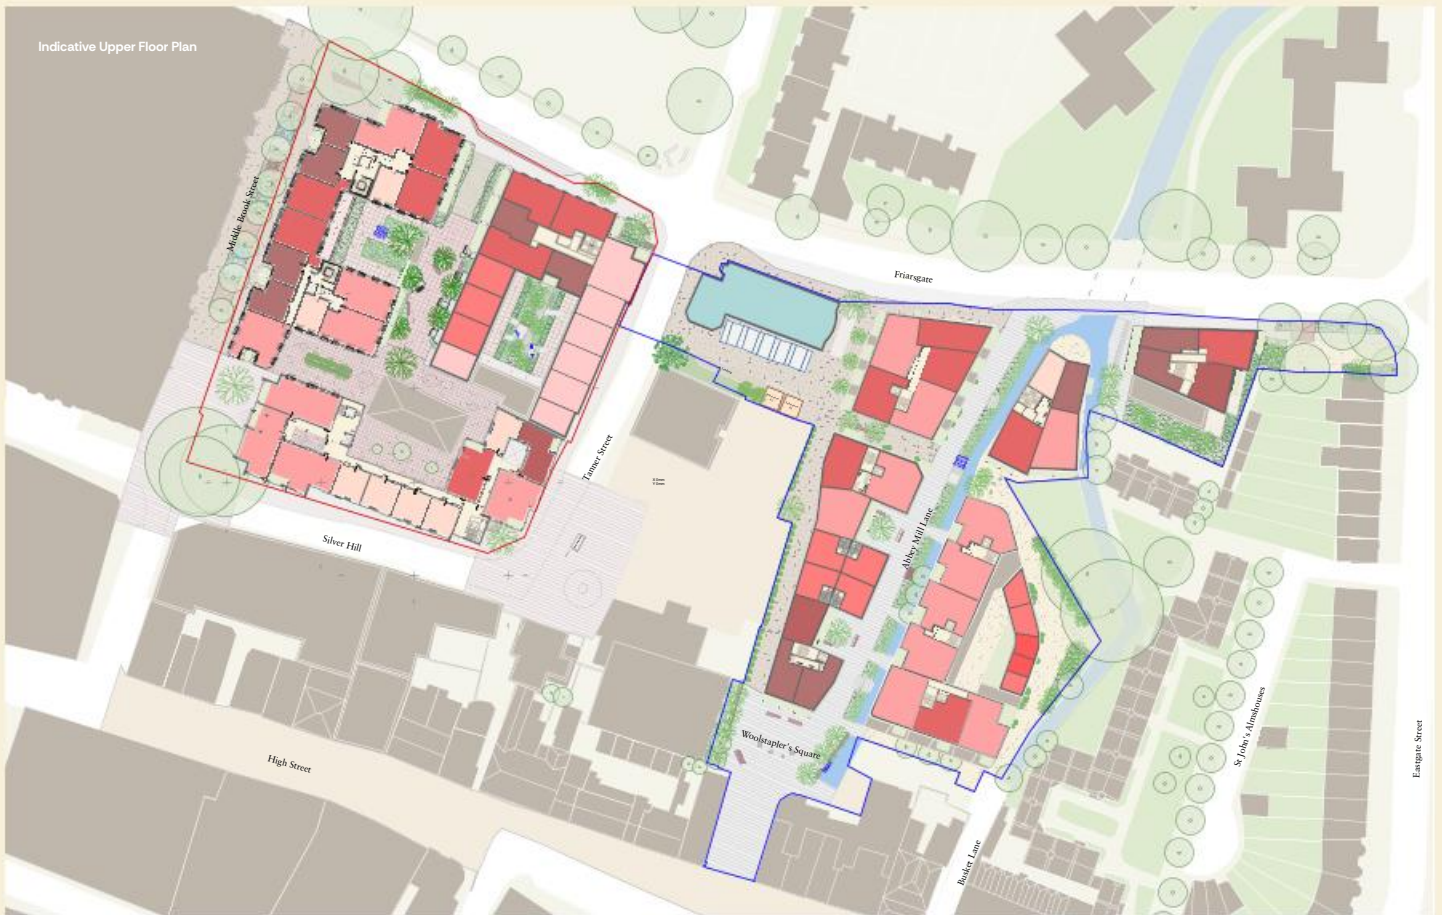 Indicative Upper Floor Plan
Middle Brook Street
Friarsgate
Tanner Street
Silver Hill
Abbey Mill Lane
Woolstapler's Square
High Street
St John's Almshouses
Eastgate Street
Busket Lane